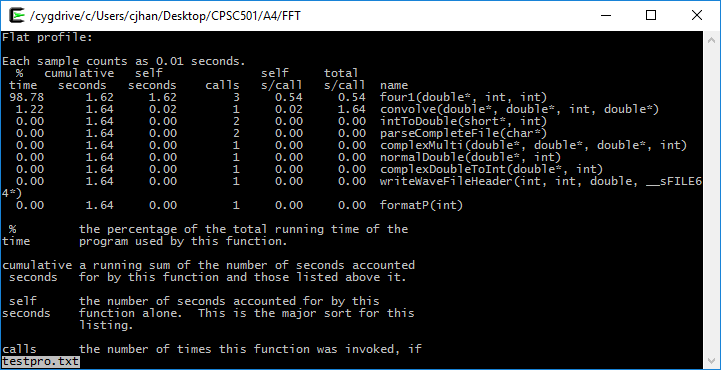 /cygdrive/c/Users/cjhan/Desktop/CPSC501/A4/FFT
Flat profile:
Each sample counts as 0.01 seconds.
  %   cumulative   self              self     total
 time   seconds   seconds    calls   s/call   s/call  name
 98.78      1.62     1.62        3     0.54     0.54  four1(double*, int, int)
  1.22      1.64     0.02        1     0.02     1.64  convolve(double*, double*, int, double*)
  0.00      1.64     0.00        2     0.00     0.00  intToDouble(short*, int)
  0.00      1.64     0.00        2     0.00     0.00  parseCompleteFile(char*)
  0.00      1.64     0.00        1     0.00     0.00  complexMulti(double*, double*, double*, int)
  0.00      1.64     0.00        1     0.00     0.00  normalDouble(double*, int)
  0.00      1.64     0.00        1     0.00     0.00  complexDoubleToInt(double*, int)
  0.00      1.64     0.00        1     0.00     0.00  writeWaveFileHeader(int, int, double, __sFILE6
4*)
  0.00      1.64     0.00        1     0.00     0.00  formatP(int)
 %         the percentage of the total running time of the
time       program used by this function.
cumulative a running sum of the number of seconds accounted
 seconds   for by this function and those listed above it.
 self      the number of seconds accounted for by this
seconds    function alone.  This is the major sort for this
           listing.
calls      the number of times this function was invoked, if
testpro.txt